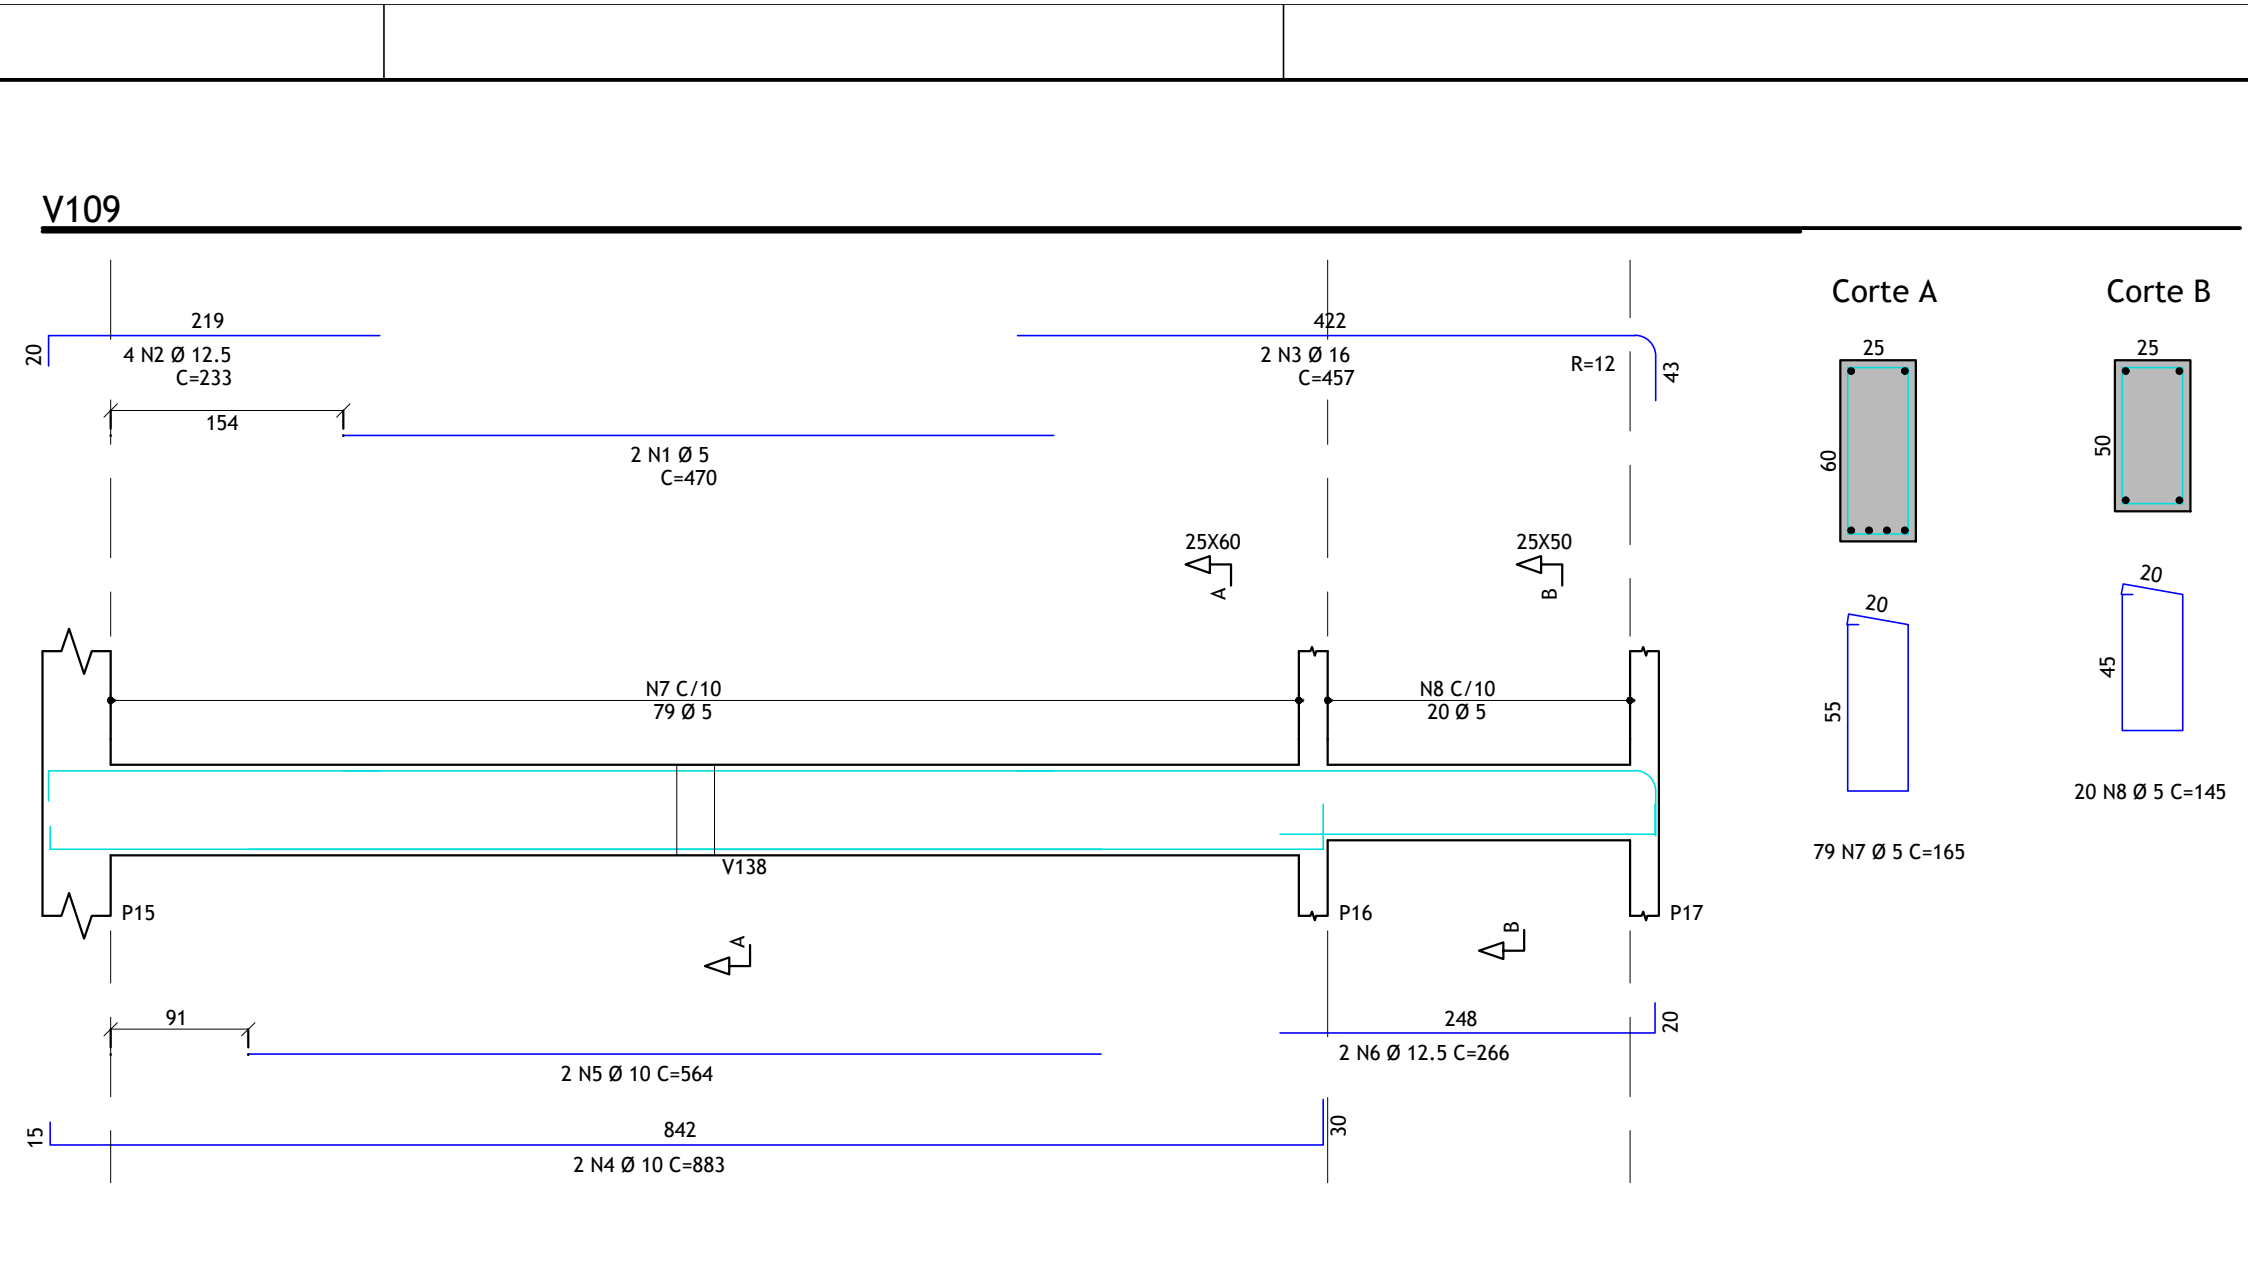 V109
Corte A
Corte B
219
20
4 N2 Ø 12.5
C=233
154
2 N1 Ø 5
C=470
422
2 N3 Ø 16
C=457
R=12
43
25
60
25
50
25X60
A
25X50
B
20
55
79 N7 Ø 5 C=165
20
45
20 N8 Ø 5 C=145
N7 C/10
79 Ø 5
N8 C/10
20 Ø 5
V138
P15
P16
P17
A
B
91
2 N5 Ø 10 C=564
248
20
2 N6 Ø 12.5 C=266
15
842
30
2 N4 Ø 10 C=883